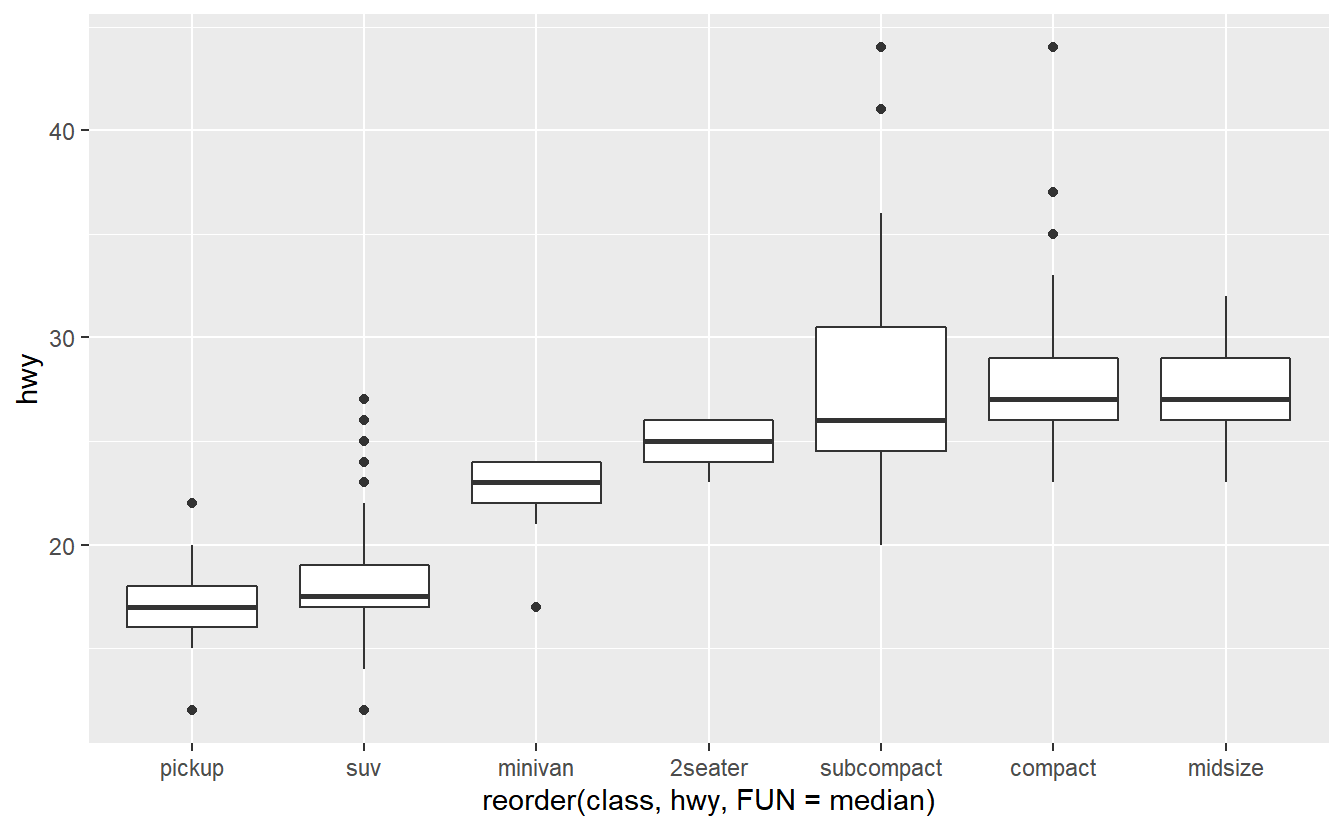 hwy
40
30
20
pickup suv minivan 2seater subcompact compact midsize
reorder(class, hwy, FUN = median)